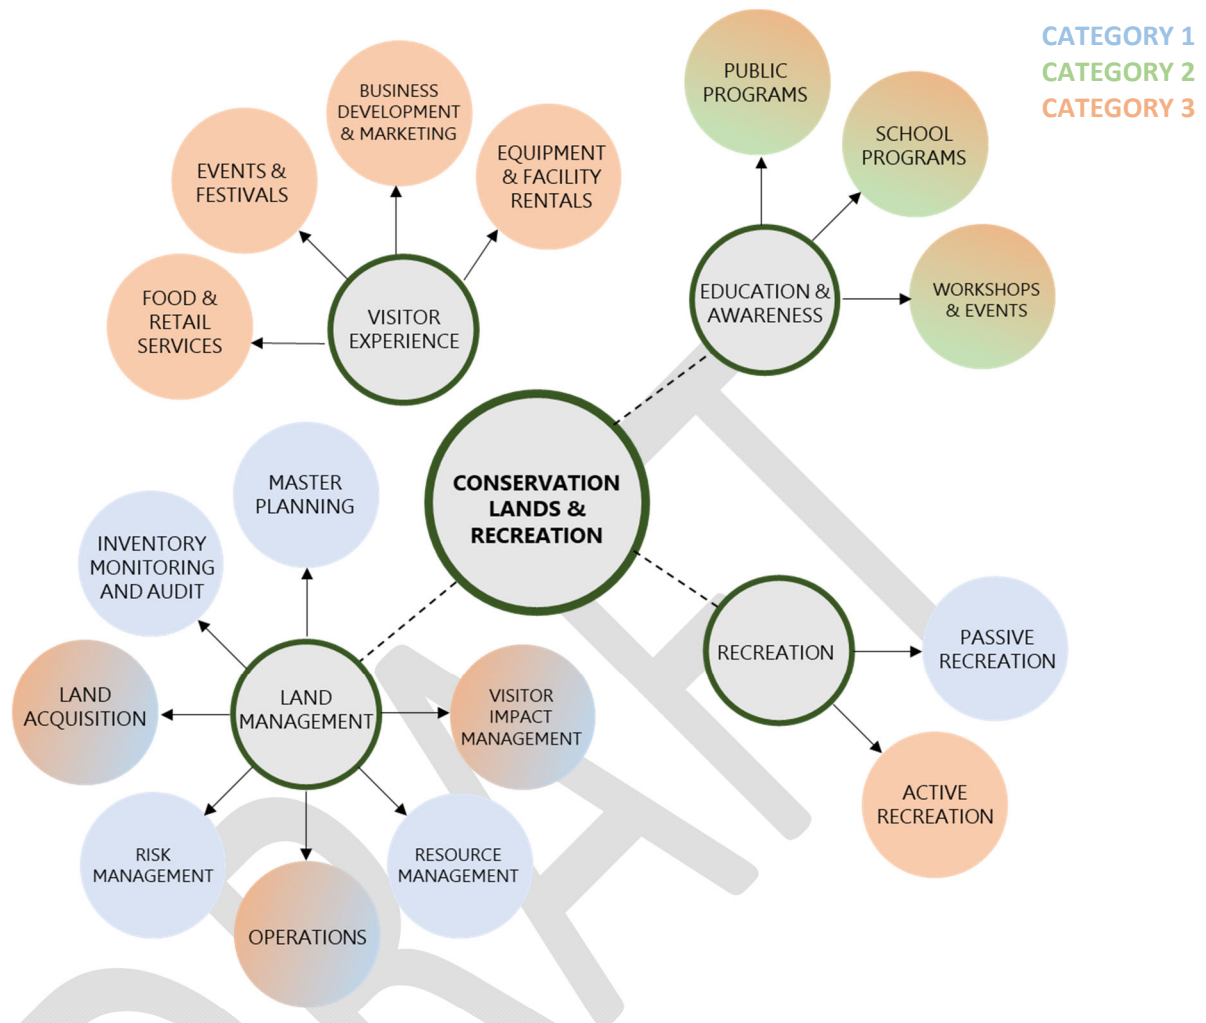 CATEGORY 1
CATEGORY 2
CATEGORY 3
BUSINESS
DEVELOPMENT
& MARKETING
EVENTS &
FESTIVALS
EQUIPMENT
& FACILITY
RENTALS
FOOD &
RETAIL
SERVICES
VISITOR
EXPERIENCE
PUBLIC
PROGRAMS
SCHOOL
PROGRAMS
WORKSHOPS
& EVENTS
EDUCATION &
AWARENESS
CONSERVATION
LANDS &
RECREATION
MASTER
PLANNING
INVENTORY
MONITORING
AND AUDIT
LAND
ACQUISITION
LAND
MANAGEMENT
VISITOR
IMPACT
MANAGEMENT
RISK
MANAGEMENT
OPERATIONS
RESOURCE
MANAGEMENT
RECREATION
PASSIVE
RECREATION
ACTIVE
RECREATION
DRAFT